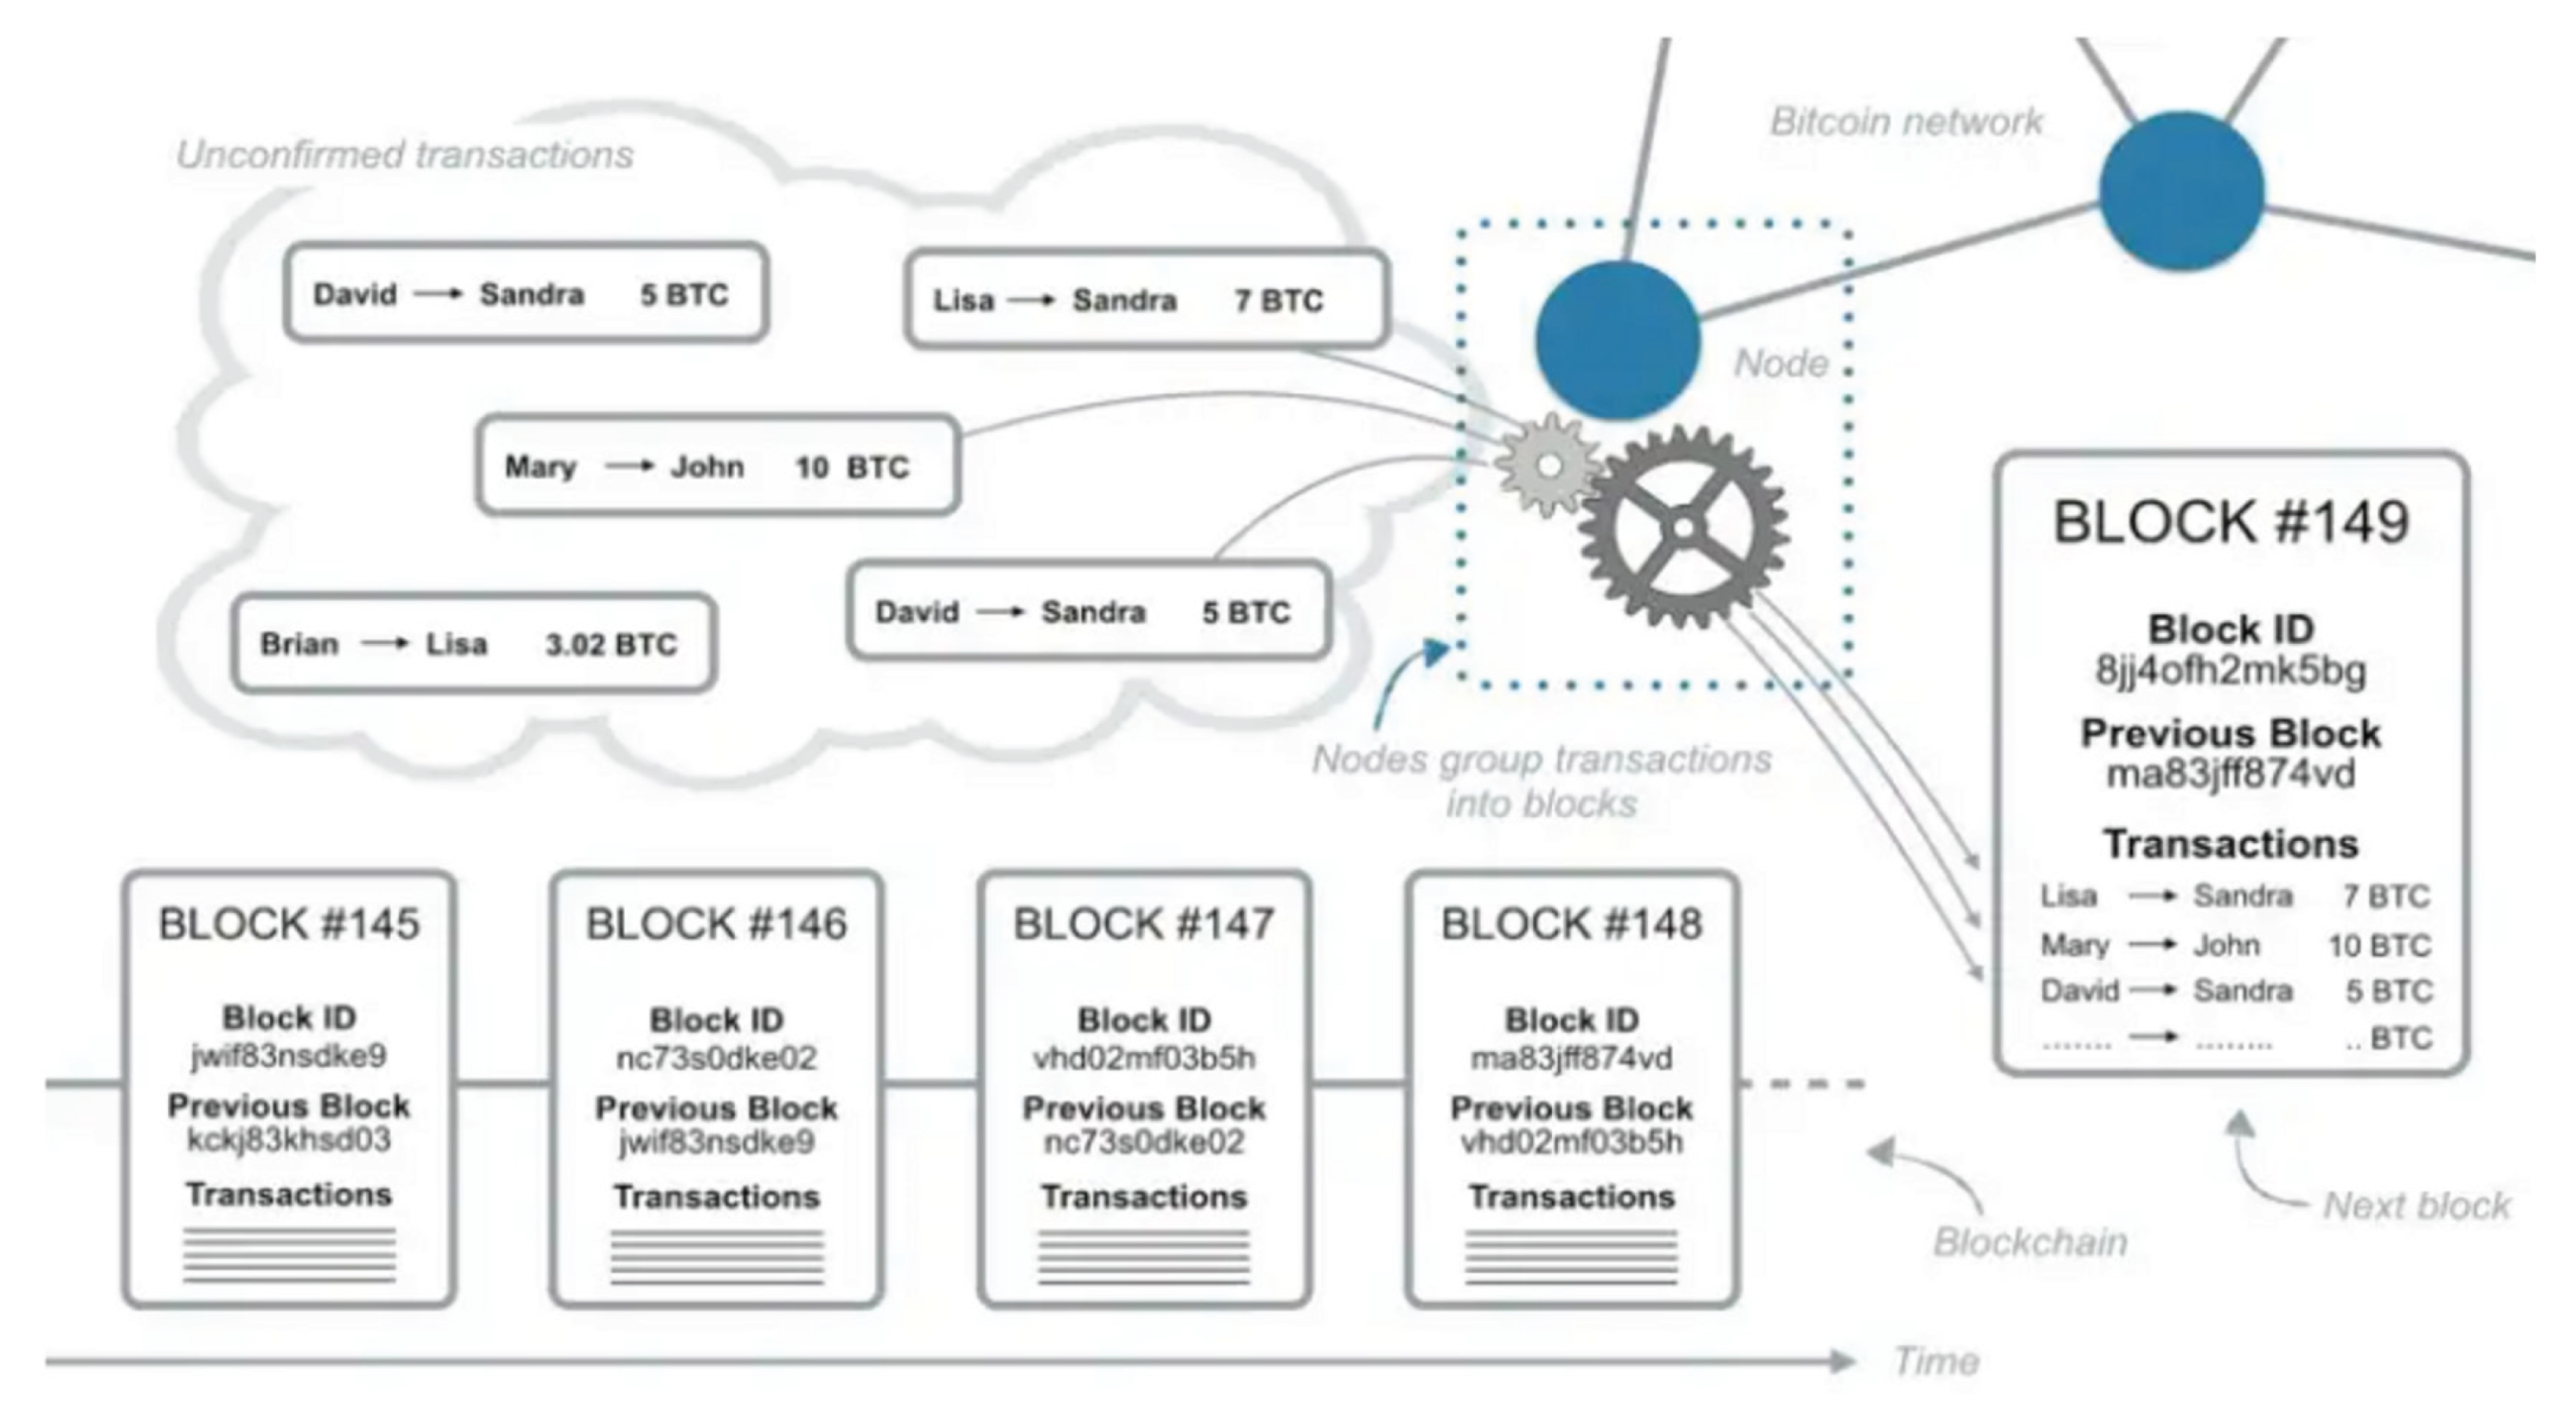 Unconfirmed transactions
Bitcoin network
David → Sandra 5 BTC
Lisa → Sandra 7 BTC
Node
Mary → John 10 BTC
David → Sandra 5 BTC
Brian → Lisa 3.02 BTC
Nodes group transactions
into blocks
BLOCK #149
Block ID
8jj4ofh2mk5bg
Previous Block
ma83jff874vd
Transactions
Lisa → Sandra 7 BTC
Mary → John 10 BTC
David → Sandra 5 BTC
....... → ........ .. BTC
BLOCK #145
Block ID
jwif83nsdke9
Previous Block
kckj83khsd03
Transactions
BLOCK #146
Block ID
nc73s0dke02
Previous Block
jwif83nsdke9
Transactions
BLOCK #147
Block ID
vhd02mf03b5h
Previous Block
nc73s0dke02
Transactions
BLOCK #148
Block ID
ma83jff874vd
Previous Block
vhd02mf03b5h
Transactions
Blockchain
Next block
Time